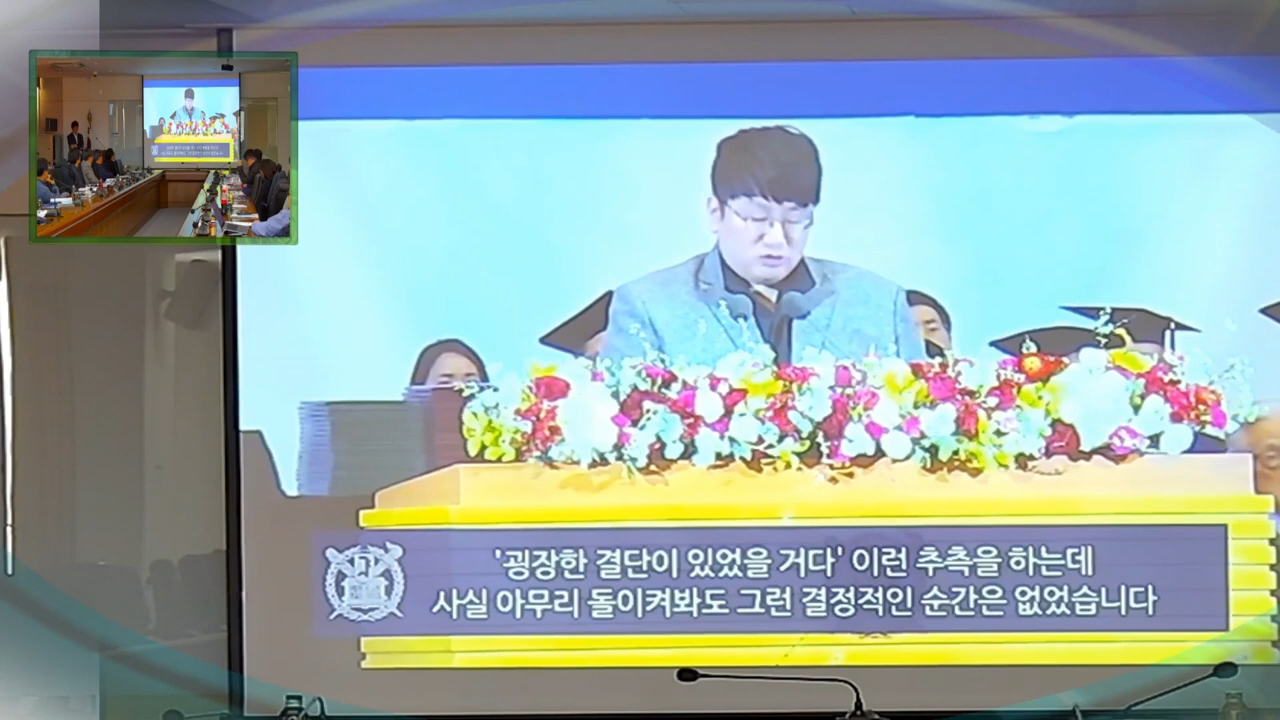 '굉장한 결단이 있었을 거다' 이런 추측을 하는데
사실 아무리 돌이켜봐도 그런 결정적인 순간은 없었습니다